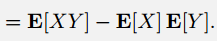 = E[XY] − E[X] E[Y].